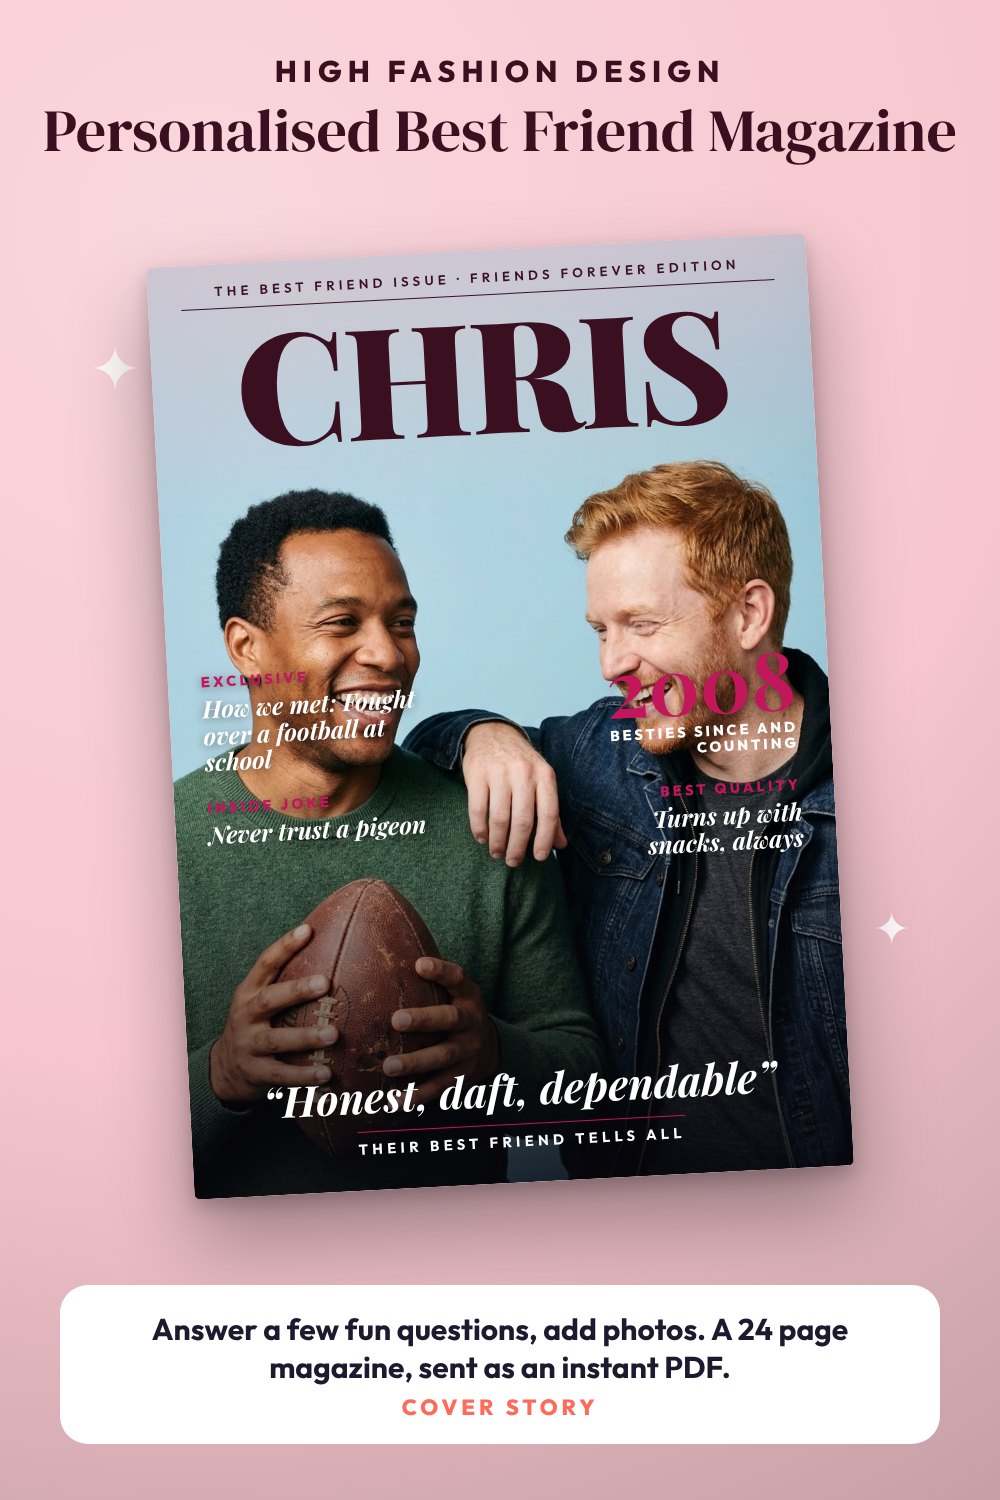 HIGH FASHION DESIGN
Personalised Best Friend Magazine
THE BEST FRIEND ISSUE · FRIENDS FOREVER EDITION
CHRIS
EXCLUSIVE
How we met: Fought
over a football at
school
INSIDE JOKE
Never trust a pigeon
2008
BESTIES SINCE AND
COUNTING
BEST QUALITY
Turns up with
snacks, always
“Honest, daft, dependable”
THEIR BEST FRIEND TELLS ALL
Answer a few fun questions, add photos. A 24 page
magazine, sent as an instant PDF.
COVER STORY